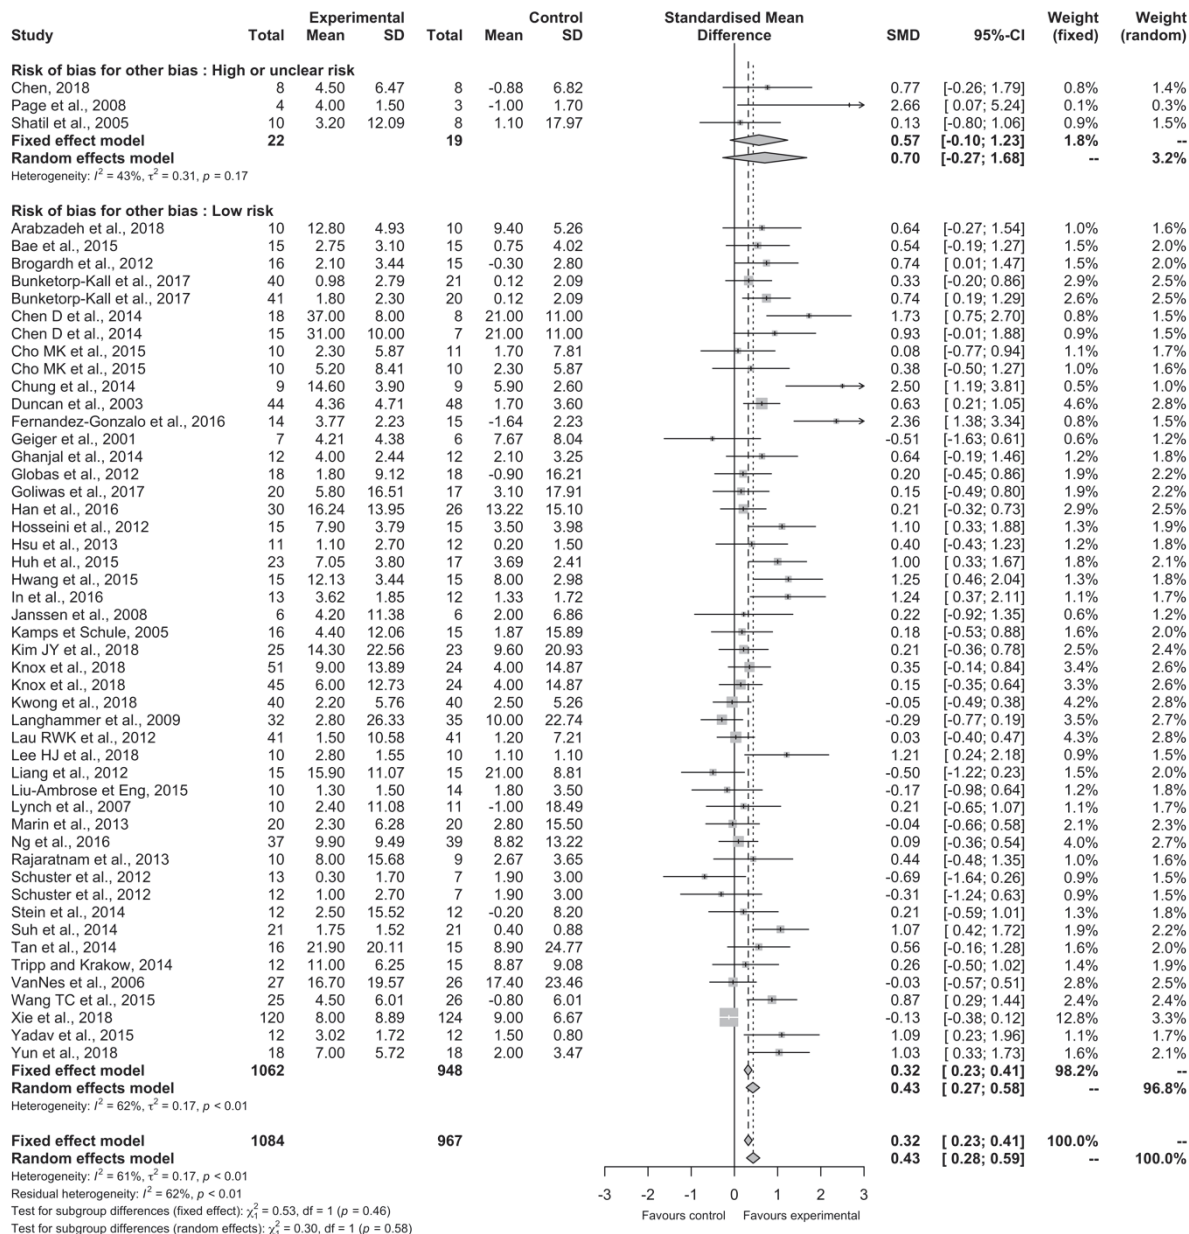 Experimental Control Standardised Mean Weight Weight
Study Total Mean SD Total Mean SD Difference SMD 95%-CI (fixed) (random)
Risk of bias for other bias : High or unclear risk
Chen, 2018 8 4.50 6.47 8 -0.88 6.82 0.77 [-0.26; 1.79] 0.8% 1.4%
Page et al., 2008 4 4.00 1.50 3 -1.00 1.70 2.66 [ 0.07; 5.24] 0.1% 0.3%
Shatil et al., 2005 10 3.20 12.09 8 1.10 17.97 0.13 [-0.80; 1.06] 0.9% 1.5%
Fixed effect model 22 19 0.57 [-0.10; 1.23] 1.8% --
Random effects model 0.70 [-0.27; 1.68] -- 3.2%
Heterogeneity: I² = 43%, τ² = 0.31, p = 0.17
Risk of bias for other bias : Low risk
Arabzadeh et al., 2018 10 12.80 4.93 10 9.40 5.26 0.64 [-0.27; 1.54] 1.0% 1.6%
Bae et al., 2015 15 2.75 3.10 15 0.75 4.02 0.54 [-0.19; 1.27] 1.5% 2.0%
Brogardh et al., 2012 16 2.10 3.44 15 -0.30 2.80 0.74 [ 0.01; 1.47] 1.5% 2.0%
Bunketorp-Kall et al., 2017 40 0.98 2.79 21 0.12 2.09 0.33 [-0.20; 0.86] 2.9% 2.5%
Bunketorp-Kall et al., 2017 41 1.80 2.30 20 0.12 2.09 0.74 [ 0.19; 1.29] 2.6% 2.5%
Chen D et al., 2014 18 37.00 8.00 8 21.00 11.00 1.73 [ 0.75; 2.70] 0.8% 1.5%
Chen D et al., 2014 15 31.00 10.00 7 21.00 11.00 0.93 [-0.01; 1.88] 0.9% 1.5%
Cho MK et al., 2015 10 2.30 5.87 11 1.70 7.81 0.08 [-0.77; 0.94] 1.1% 1.7%
Cho MK et al., 2015 10 5.20 8.41 10 2.30 5.87 0.38 [-0.50; 1.27] 1.0% 1.6%
Chung et al., 2014 9 14.60 3.90 9 5.90 2.60 2.50 [ 1.19; 3.81] 0.5% 1.0%
Duncan et al., 2003 44 4.36 4.71 48 1.70 3.60 0.63 [ 0.21; 1.05] 4.6% 2.8%
Fernandez-Gonzalo et al., 2016 14 3.77 2.23 15 -1.64 2.23 2.36 [ 1.38; 3.34] 0.8% 1.5%
Geiger et al., 2001 7 4.21 4.38 6 7.67 8.04 -0.51 [-1.63; 0.61] 0.6% 1.2%
Ghanjal et al., 2014 12 4.00 2.44 12 2.10 3.25 0.64 [-0.19; 1.46] 1.2% 1.8%
Globas et al., 2012 18 1.80 9.12 18 -0.90 16.21 0.20 [-0.45; 0.86] 1.9% 2.2%
Goliwas et al., 2017 20 5.80 16.51 17 3.10 17.91 0.15 [-0.49; 0.80] 1.9% 2.2%
Han et al., 2016 30 16.24 13.95 26 13.22 15.10 0.21 [-0.32; 0.73] 2.9% 2.5%
Hosseini et al., 2012 15 7.90 3.79 15 3.50 3.98 1.10 [ 0.33; 1.88] 1.3% 1.9%
Hsu et al., 2013 11 1.10 2.70 12 0.20 1.50 0.40 [-0.43; 1.23] 1.2% 1.8%
Huh et al., 2015 23 7.05 3.80 17 3.69 2.41 1.00 [ 0.33; 1.67] 1.8% 2.1%
Hwang et al., 2015 15 12.13 3.44 15 8.00 2.98 1.25 [ 0.46; 2.04] 1.3% 1.8%
In et al., 2016 13 3.62 1.85 12 1.33 1.72 1.24 [ 0.37; 2.11] 1.1% 1.7%
Janssen et al., 2008 6 4.20 11.38 6 2.00 6.86 0.22 [-0.92; 1.35] 0.6% 1.2%
Kamps et Schule, 2005 16 4.40 12.06 15 1.87 15.89 0.18 [-0.53; 0.88] 1.6% 2.0%
Kim JY et al., 2018 25 14.30 22.56 23 9.60 20.93 0.21 [-0.36; 0.78] 2.5% 2.4%
Knox et al., 2018 51 9.00 13.89 24 4.00 14.87 0.35 [-0.14; 0.84] 3.4% 2.6%
Knox et al., 2018 45 6.00 12.73 24 4.00 14.87 0.15 [-0.35; 0.64] 3.3% 2.6%
Kwong et al., 2018 40 2.20 5.76 40 2.50 5.26 -0.05 [-0.49; 0.38] 4.2% 2.8%
Langhammer et al., 2009 32 2.80 26.33 35 10.00 22.74 -0.29 [-0.77; 0.19] 3.5% 2.7%
Lau RWK et al., 2012 41 1.50 10.58 41 1.20 7.21 0.03 [-0.40; 0.47] 4.3% 2.8%
Lee HJ et al., 2018 10 2.80 1.55 10 1.10 1.10 1.21 [ 0.24; 2.18] 0.9% 1.5%
Liang et al., 2012 15 15.90 11.07 15 21.00 8.81 -0.50 [-1.22; 0.23] 1.5% 2.0%
Liu-Ambrose et Eng, 2015 10 1.30 1.50 14 1.80 3.50 -0.17 [-0.98; 0.64] 1.2% 1.8%
Lynch et al., 2007 10 2.40 11.08 11 -1.00 18.49 0.21 [-0.65; 1.07] 1.1% 1.7%
Marin et al., 2013 20 2.30 6.28 20 2.80 15.50 -0.04 [-0.66; 0.58] 2.1% 2.3%
Ng et al., 2016 37 9.90 9.49 39 8.82 13.22 0.09 [-0.36; 0.54] 4.0% 2.7%
Rajaratnam et al., 2013 10 8.00 15.68 9 2.67 3.65 0.44 [-0.48; 1.35] 1.0% 1.6%
Schuster et al., 2012 13 0.30 1.70 7 1.90 3.00 -0.69 [-1.64; 0.26] 0.9% 1.5%
Schuster et al., 2012 12 1.00 2.70 7 1.90 3.00 -0.31 [-1.24; 0.63] 0.9% 1.5%
Stein et al., 2014 12 2.50 15.52 12 -0.20 8.20 0.21 [-0.59; 1.01] 1.3% 1.8%
Suh et al., 2014 21 1.75 1.52 21 0.40 0.88 1.07 [ 0.42; 1.72] 1.9% 2.2%
Tan et al., 2014 16 21.90 20.11 15 8.90 24.77 0.56 [-0.16; 1.28] 1.6% 2.0%
Tripp and Krakow, 2014 12 11.00 6.25 15 8.87 9.08 0.26 [-0.50; 1.02] 1.4% 1.9%
VanNes et al., 2006 27 16.70 19.57 26 17.40 23.46 -0.03 [-0.57; 0.51] 2.8% 2.5%
Wang TC et al., 2015 25 4.50 6.01 26 -0.80 6.01 0.87 [ 0.29; 1.44] 2.4% 2.4%
Xie et al., 2018 120 8.00 8.89 124 9.00 6.67 -0.13 [-0.38; 0.12] 12.8% 3.3%
Yadav et al., 2015 12 3.02 1.72 12 1.50 0.80 1.09 [ 0.23; 1.96] 1.1% 1.7%
Yun et al., 2018 18 7.00 5.72 18 2.00 3.47 1.03 [ 0.33; 1.73] 1.6% 2.1%
Fixed effect model 1062 948 0.32 [ 0.23; 0.41] 98.2% --
Random effects model 0.43 [ 0.27; 0.58] -- 96.8%
Heterogeneity: I² = 62%, τ² = 0.17, p < 0.01
Fixed effect model 1084 967 0.32 [ 0.23; 0.41] 100.0% --
Random effects model 0.43 [ 0.28; 0.59] -- 100.0%
Heterogeneity: I² = 61%, τ² = 0.17, p < 0.01
Residual heterogeneity: I² = 62%, p < 0.01
-3 -2 -1 0 1 2 3
Test for subgroup differences (fixed effect): χ₁² = 0.53, df = 1 (p = 0.46)
Favours control Favours experimental
Test for subgroup differences (random effects): χ₁² = 0.30, df = 1 (p = 0.58)